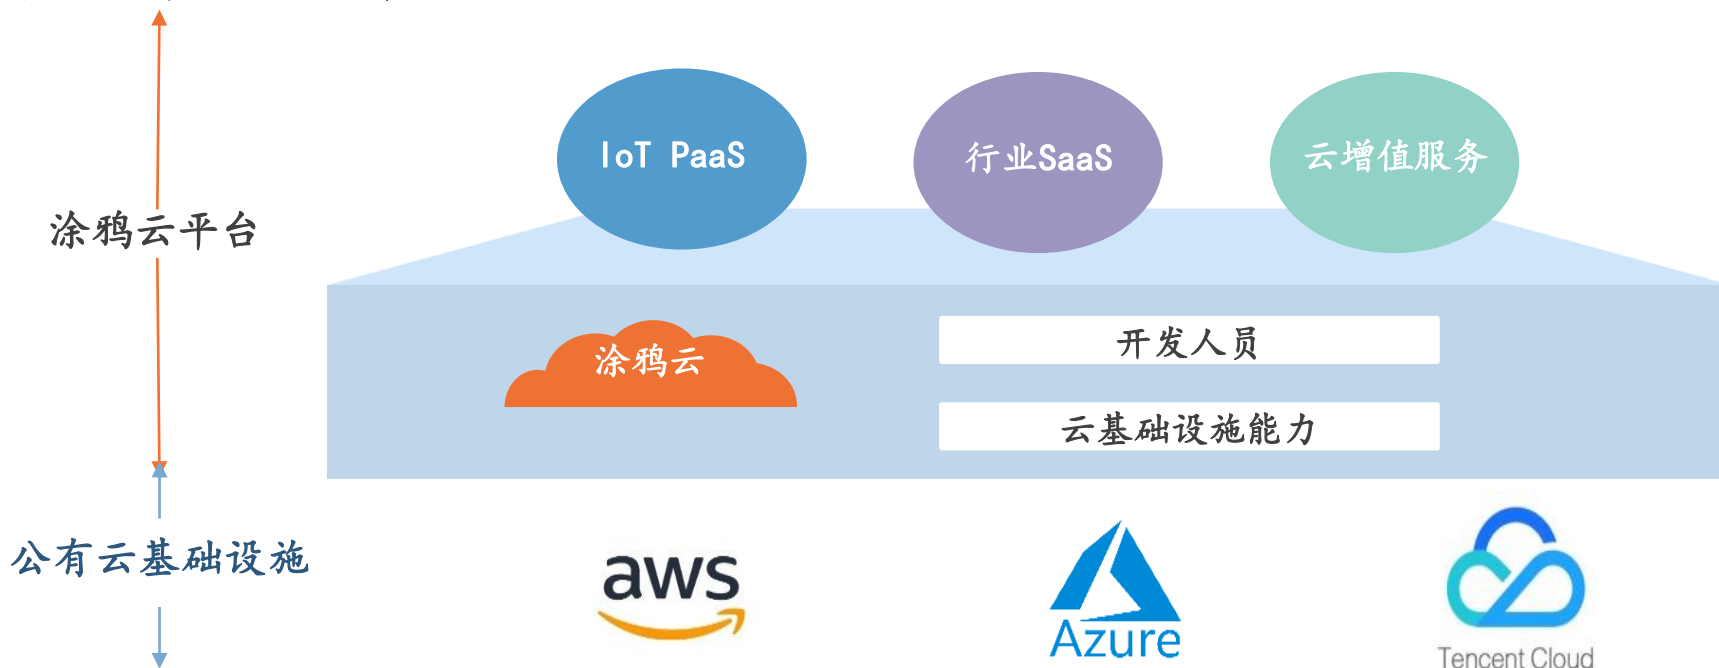 IoT PaaS
行业SaaS
云增值服务
涂鸦云平台
涂鸦云
开发人员
云基础设施能力
公有云基础设施
aws
Azure
Tencent Cloud